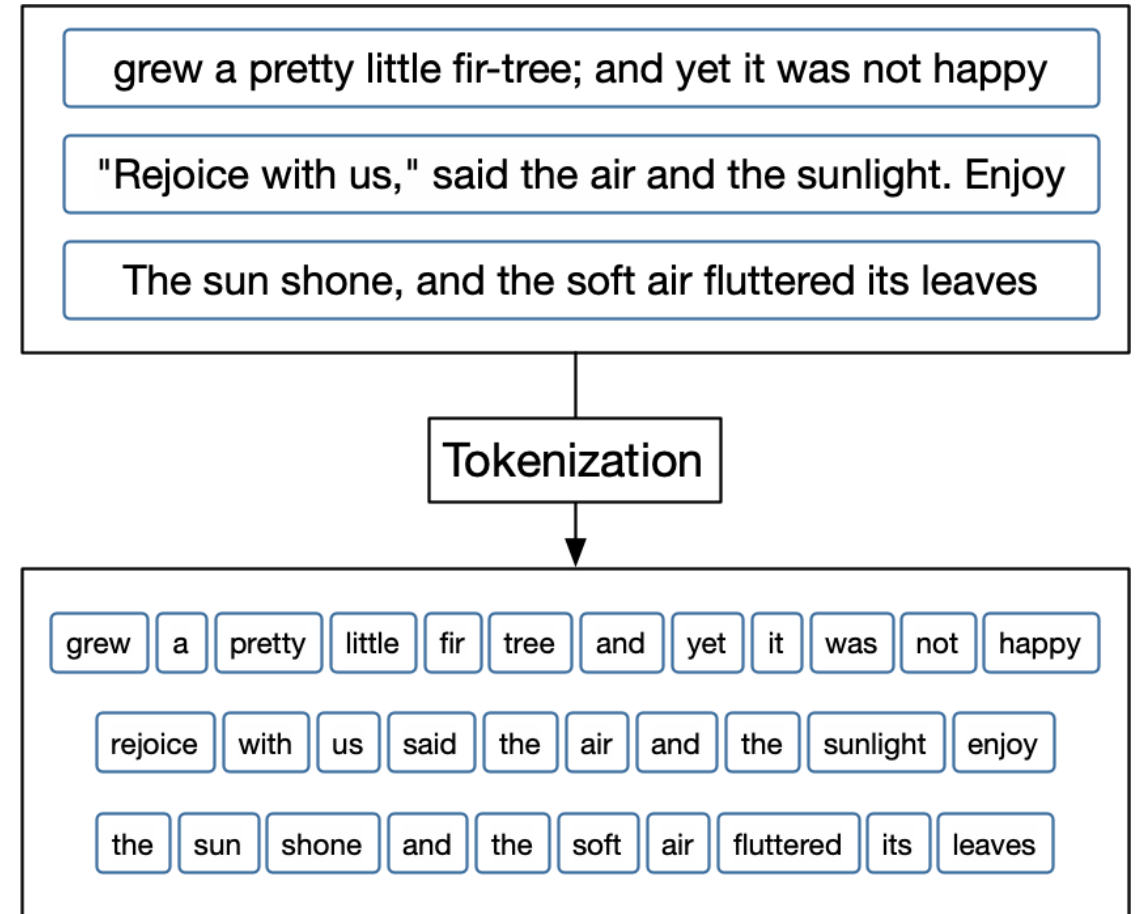 grew a pretty little fir-tree; and yet it was not happy
"Rejoice with us," said the air and the sunlight. Enjoy
The sun shone, and the soft air fluttered its leaves
Tokenization
grew a pretty little fir tree and yet it was not happy
rejoice with us said the air and the sunlight enjoy
the sun shone and the soft air fluttered its leaves